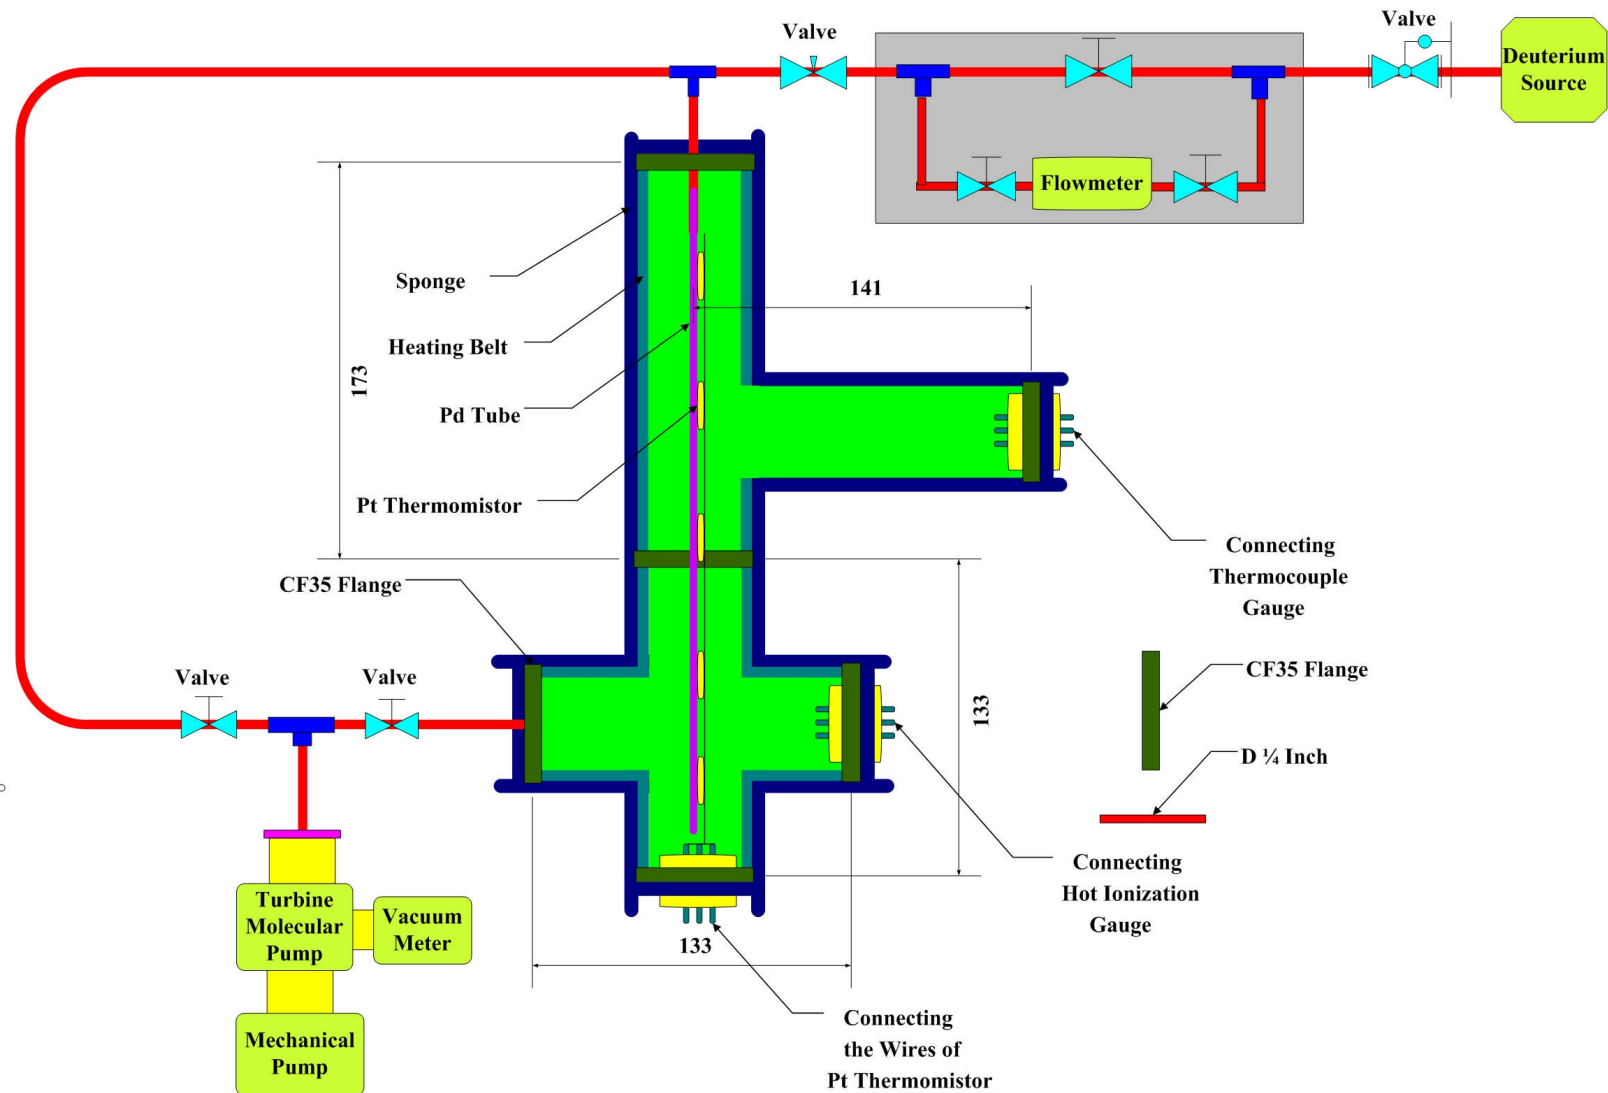 Valve
Valve
Deuterium
Source
Flowmeter
Sponge
141
Heating Belt
173
Pd Tube
Pt Thermomistor
Connecting
Thermocouple
Gauge
CF35 Flange
CF35 Flange
Valve
Valve
133
D ¼ Inch
Connecting
Hot Ionization
Gauge
Turbine
Molecular
Pump
Vacuum
Meter
133
Connecting
the Wires of
Pt Thermomistor
Mechanical
Pump